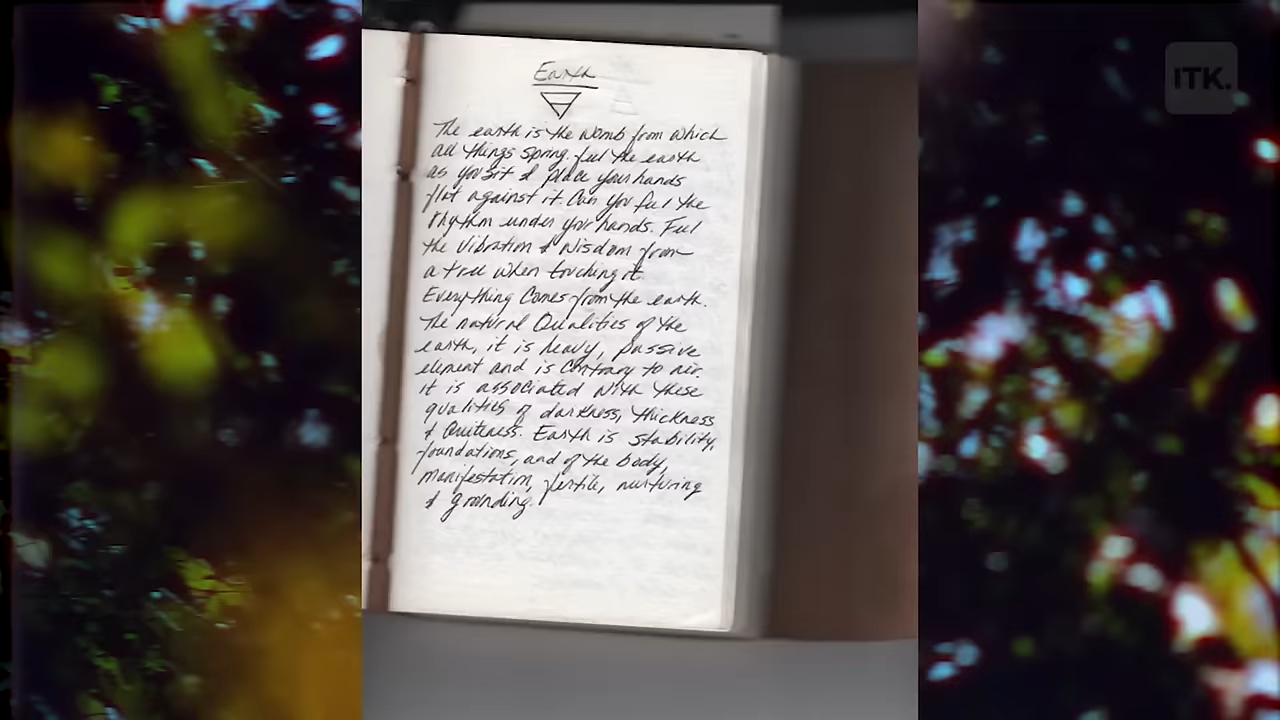 ITK.
Earth
The earth is the womb from which
all things spring. feel the earth
as you sit & place your hands
flat against it. Can you feel the
rhythm under your hands. Feel
the vibration & wisdom from
a tree when touching it
Everything comes from the earth.
The natural Qualities of the
earth, it is heavy, passive
element and is contrary to air.
it is associated with these
qualities of darkness, thickness
& Quiteness. Earth is stability,
foundations, and of the body,
manifestation, fertile, nurturing
& grounding.